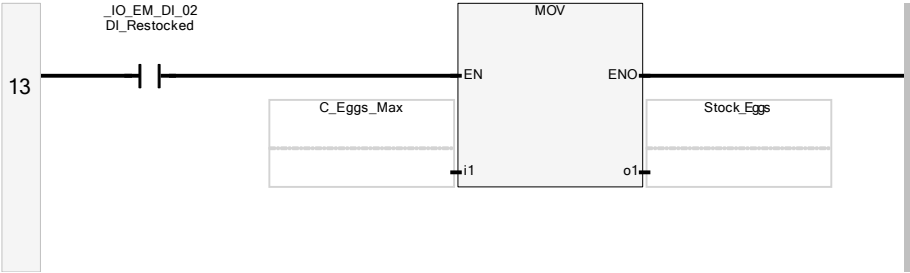 _IO_EM_DI_02
DI_Restocked
MOV
13
EN
ENO
C_Eggs_Max
Stock_Eggs
i1
o1